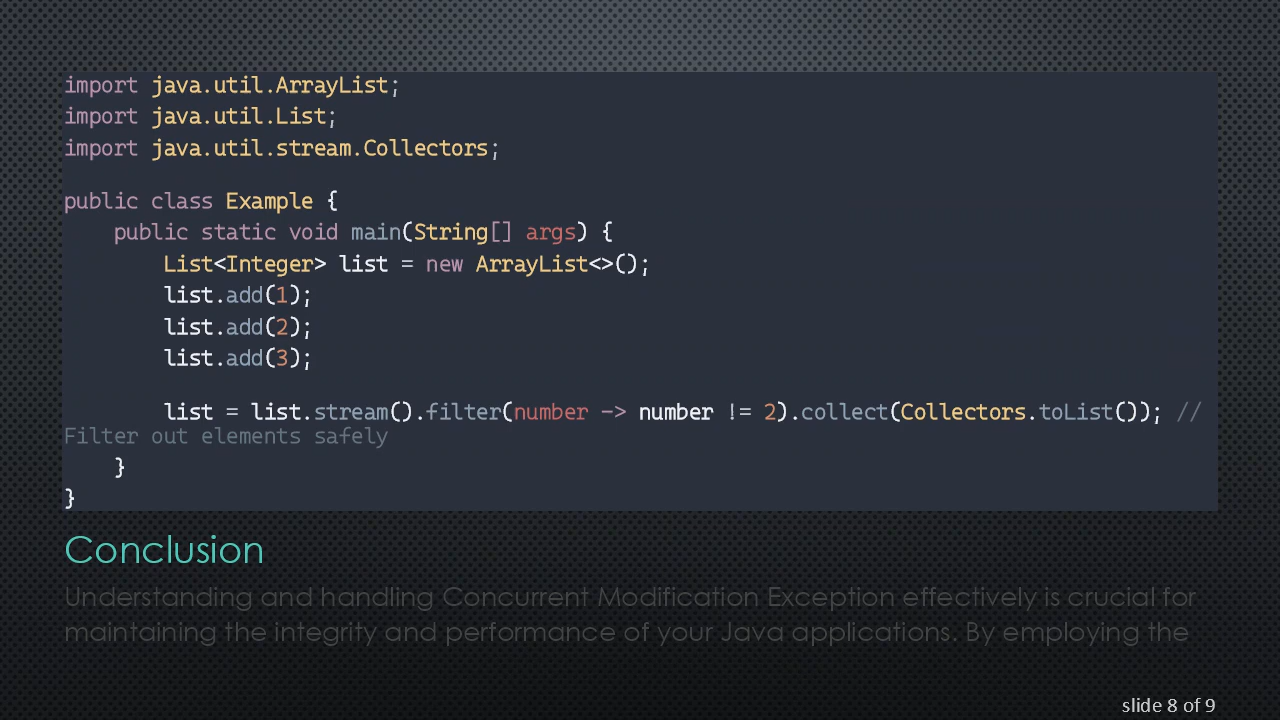 import java.util.ArrayList;
import java.util.List;
import java.util.stream.Collectors;
public class Example {
    public static void main(String[] args) {
        List<Integer> list = new ArrayList<>();
        list.add(1);
        list.add(2);
        list.add(3);
        list = list.stream().filter(number -> number != 2).collect(Collectors.toList()); //
Filter out elements safely
    }
}
Conclusion
Understanding and handling Concurrent Modification Exception effectively is crucial for
maintaining the integrity and performance of your Java applications. By employing the
slide 8 of 9